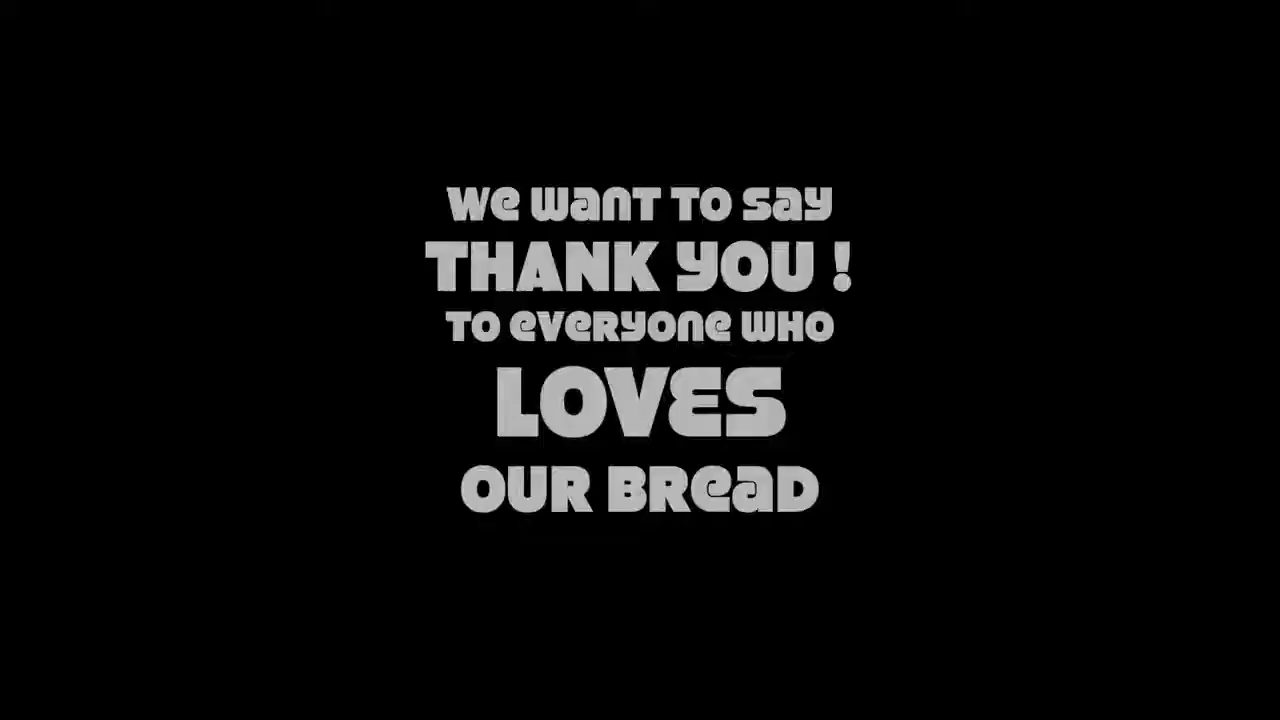 We want to say
THANK YOU !
TO everyone WHO
LOVES
OUR BREAD